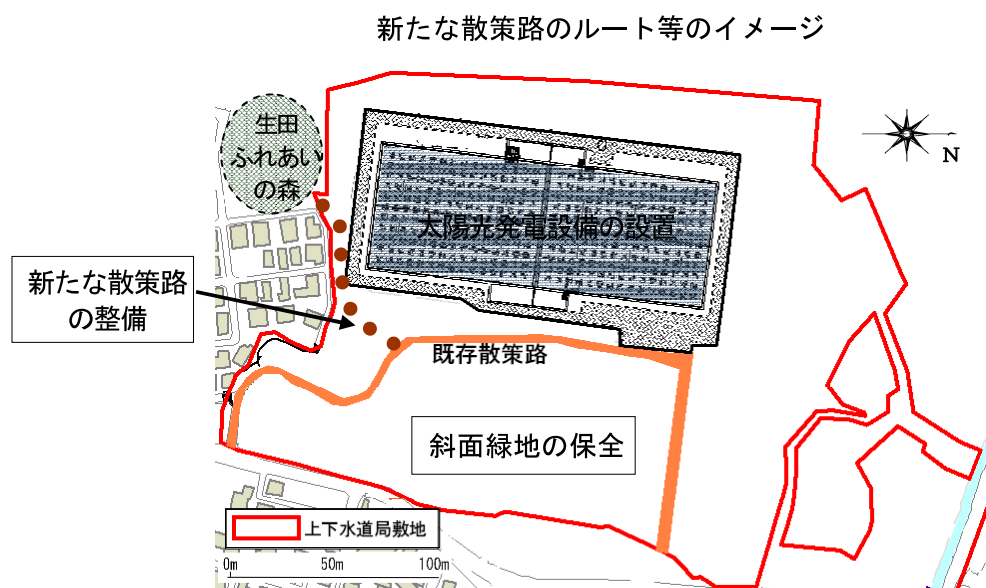 新たな散策路のルート等のイメージ
生田
ふれあい
の森
N
太陽光発電設備の設置
新たな散策路
の整備
既存散策路
斜面緑地の保全
上下水道局敷地
0m 50m 100m